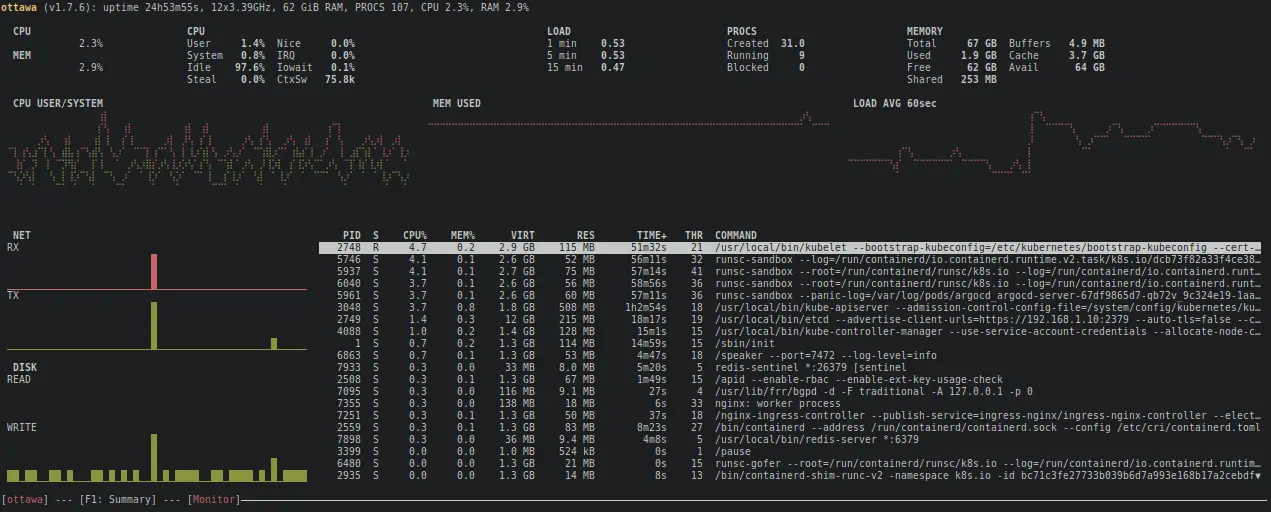 ottawa (v1.7.6): uptime 24h53m55s, 12x3.39GHz, 62 GiB RAM, PROCS 107, CPU 2.3%, RAM 2.9%
CPU CPU LOAD PROCS MEMORY
2.3% User 1.4% Nice 0.0% 1 min 0.53 Created 31.0 Total 67 GB Buffers 4.9 MB
MEM System 0.8% IRQ 0.0% 5 min 0.53 Running 9 Used 1.9 GB Cache 3.7 GB
2.9% Idle 97.6% Iowait 0.1% 15 min 0.47 Blocked 0 Free 62 GB Avail 64 GB
Steal 0.0% CtxSw 75.8k Shared 253 MB
CPU USER/SYSTEM MEM USED LOAD AVG 60sec
NET PID S CPU% MEM% VIRT RES TIME+ THR COMMAND
RX 2748 R 4.7 0.2 2.9 GB 115 MB 51m32s 21 /usr/local/bin/kubelet --bootstrap-kubeconfig=/etc/kubernetes/bootstrap-kubeconfig --cert-…
5746 S 4.1 0.1 2.6 GB 52 MB 56m11s 32 runsc-sandbox --log=/run/containerd/io.containerd.runtime.v2.task/k8s.io/dcb73f82a33f4ce38…
5937 S 4.1 0.1 2.7 GB 75 MB 57m14s 41 runsc-sandbox --root=/run/containerd/runsc/k8s.io --log=/run/containerd/io.containerd.runt…
6040 S 3.7 0.1 2.6 GB 56 MB 58m56s 36 runsc-sandbox --root=/run/containerd/runsc/k8s.io --log=/run/containerd/io.containerd.runt…
TX 5961 S 3.7 0.1 2.6 GB 60 MB 57m11s 36 runsc-sandbox --panic-log=/var/log/pods/argocd_argocd-server-67df9865d7-qb72v_9c324e19-1aa…
3048 S 3.7 0.8 1.8 GB 508 MB 1h2m54s 18 /usr/local/bin/kube-apiserver --admission-control-config-file=/system/config/kubernetes/ku…
2749 S 1.4 0.3 12 GB 215 MB 18m17s 19 /usr/local/bin/etcd --advertise-client-urls=https://192.168.1.10:2379 --auto-tls=false --c…
4088 S 1.0 0.2 1.4 GB 128 MB 15m1s 15 /usr/local/bin/kube-controller-manager --use-service-account-credentials --allocate-node-c…
1 S 0.7 0.2 1.3 GB 114 MB 14m59s 15 /sbin/init
6863 S 0.7 0.1 1.3 GB 53 MB 4m47s 18 /speaker --port=7472 --log-level=info
DISK 7933 S 0.3 0.0 33 MB 8.0 MB 5m20s 5 redis-sentinel *:26379 [sentinel
READ 2508 S 0.3 0.1 1.3 GB 67 MB 1m49s 15 /apid --enable-rbac --enable-ext-key-usage-check
7095 S 0.3 0.0 116 MB 9.1 MB 27s 4 /usr/lib/frr/bgpd -d -F traditional -A 127.0.0.1 -p 0
7355 S 0.3 0.0 138 MB 18 MB 6s 33 nginx: worker process
7251 S 0.3 0.1 1.3 GB 50 MB 37s 18 /nginx-ingress-controller --publish-service=ingress-nginx/ingress-nginx-controller --elect…
WRITE 2559 S 0.3 0.1 1.3 GB 83 MB 8m23s 27 /bin/containerd --address /run/containerd/containerd.sock --config /etc/cri/containerd.toml
7898 S 0.3 0.0 36 MB 9.4 MB 4m8s 5 /usr/local/bin/redis-server *:6379
3399 S 0.0 0.0 1.0 MB 524 kB 0s 1 /pause
6480 S 0.0 0.0 1.3 GB 21 MB 0s 15 runsc-gofer --root=/run/containerd/runsc/k8s.io --log=/run/containerd/io.containerd.runtim…
2935 S 0.0 0.0 1.3 GB 14 MB 8s 13 /bin/containerd-shim-runc-v2 -namespace k8s.io -id bc71c3fe27733b039b6d7a993e168b17a2cebdf▼
[ottawa] --- [F1: Summary] --- [Monitor]